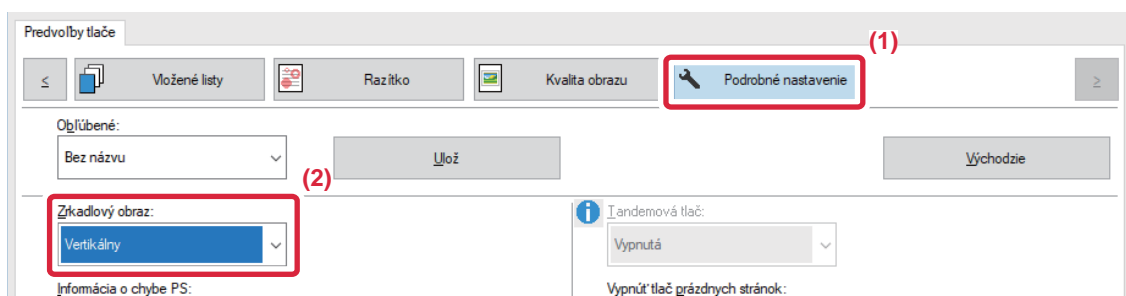 Predvoľby tlače
(1)
<
Vložené listy
Razítko
Kvalita obrazu
Podrobné nastavenie
>
Obľúbené:
Bez názvu
Ulož
Východzie
(2)
Zrkadlový obraz:
Vertikálny
Tandemová tlač:
Vypnutá
Informácia o chybe PS:
Vypnúť tlač prázdnych stránok: